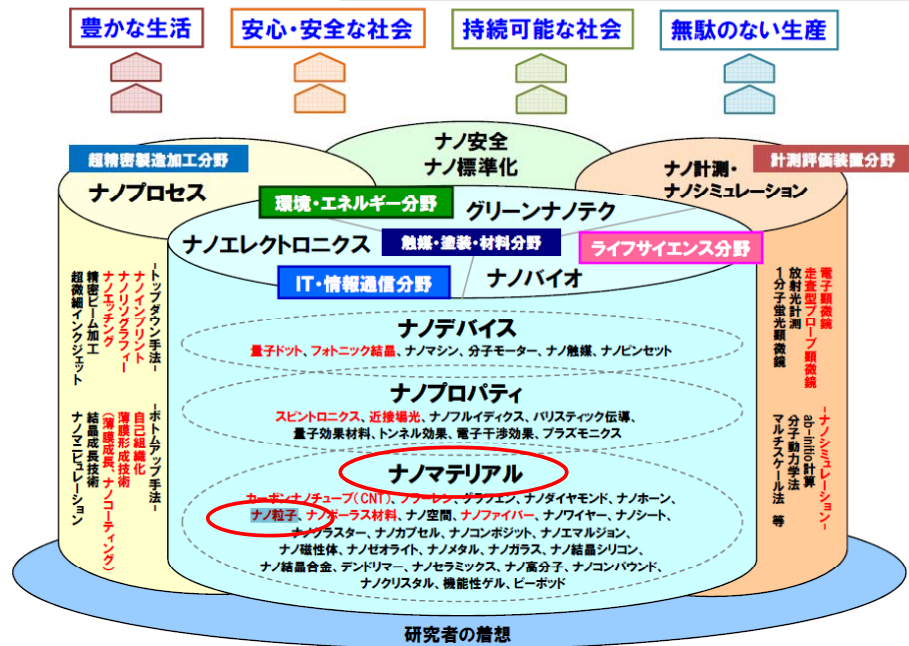 豊かな生活
安心・安全な社会
持続可能な社会
無駄のない生産
ナノ安全
ナノ標準化
超精密製造加工分野
ナノプロセス
ナノ計測・
ナノシミュレーション
計測評価装置分野
環境・エネルギー分野
グリーンナノテク
ナノエレクトロニクス
触媒・塗装・材料分野
ライフサイエンス分野
IT・情報通信分野
ナノバイオ
-トップダウン手法-
ナノインプリント
ナノリソグラフィー
ナノエッチング
精密ビーム加工
超微細インクジェット
-ボトムアップ手法-
自己組織化
薄膜形成技術
(薄膜成長、ナノコーティング)
結晶成長技術
ナノマニピュレーション
ナノデバイス
量子ドット、フォトニック結晶、ナノマシン、分子モーター、ナノ触媒、ナノピンセット
ナノプロパティ
スピントロニクス、近接場光、ナノフルイディクス、バリスティック伝導、
量子効果材料、トンネル効果、電子干渉効果、プラズモニクス
ナノマテリアル
カーボンナノチューブ(CNT)、フラーレン、グラフェン、ナノダイヤモンド、ナノホーン、
ナノ粒子、ナノポーラス材料、ナノ空間、ナノファイバー、ナノワイヤー、ナノシート、
ナノクラスター、ナノカプセル、ナノコンポジット、ナノエマルジョン、
ナノ磁性体、ナノゼオライト、ナノメタル、ナノガラス、ナノ結晶シリコン、
ナノ結晶合金、デンドリマー、ナノセラミックス、ナノ高分子、ナノコンパウンド、
ナノクリスタル、機能性ゲル、ピーポッド
電子顕微鏡
走査型プローブ顕微鏡
放射光計測
1分子蛍光顕微鏡
-ナノシミュレーション-
ab-initio計算
分子動力学法
マルチスケール法 等
研究者の着想